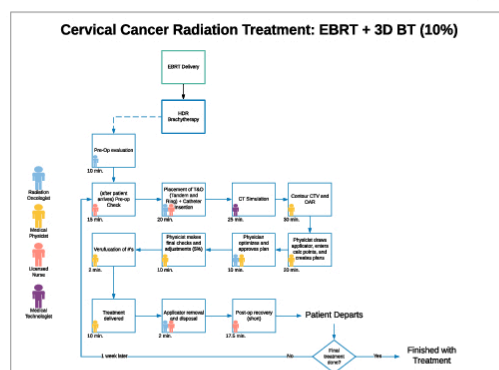 Cervical Cancer Radiation Treatment: EBRT + 3D BT (10%)
EBRT Delivery
HDR
Brachytherapy
Pre-Op evaluation
10 min.
Radiation
Oncologist
Medical
Physicist
Licensed
Nurse
Medical
Technologist
(after patient
arrives) Pre-op
Check
15 min.
Placement of T&O
(Tandem and
Ring) + Catheter
insertion
20 min.
CT Simulation
25 min.
Contour CTV and
OAR
30 min.
Physicist draws
applicator, enters
calc points, and
creates plans
20 min.
Physician
optimizes and
approves plan
10 min.
Physicist makes
final checks and
adjustments (5%)
10 min.
2 min.
Treatment
delivered
10 min.
Applicator removal
and disposal
2 min.
Post-op recovery
(short)
17.5 min.
Patient Departs
Final
treatment
done?
No
Yes
1 week later
Finished with
Treatment